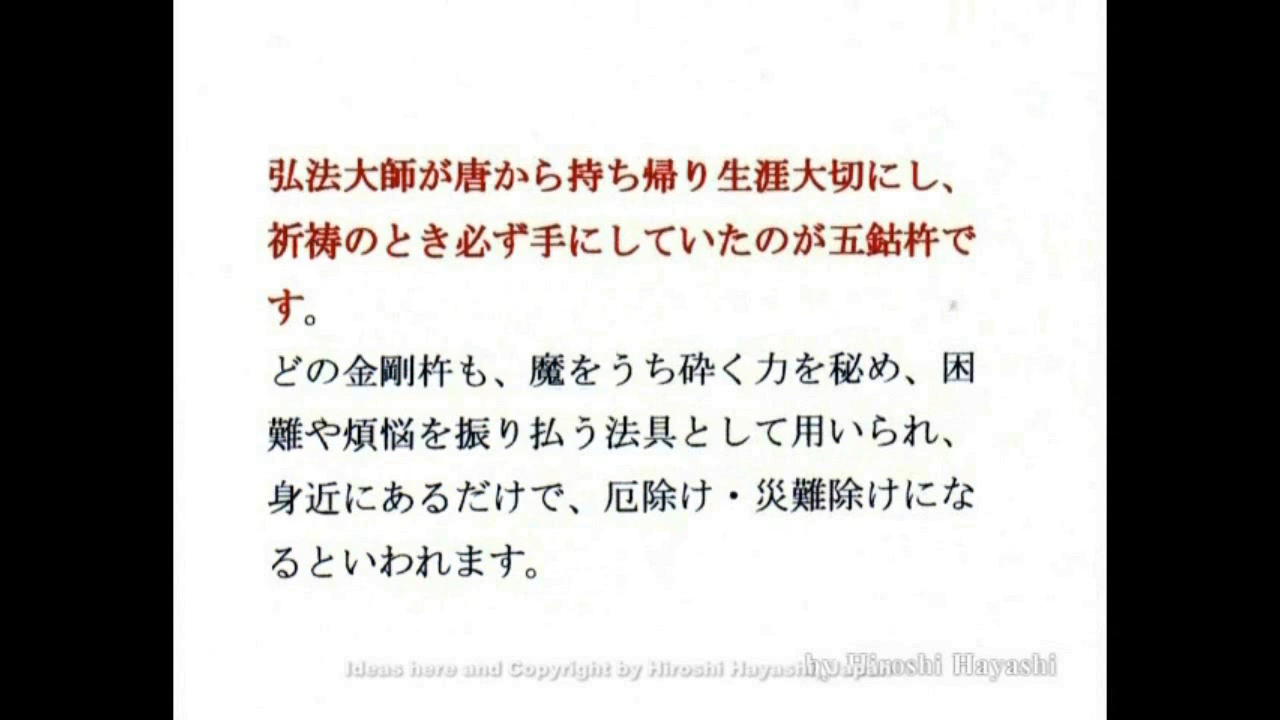 弘法大師が唐から持ち帰り生涯大切にし、
祈祷のとき必ず手にしていたのが五鈷杵で
す。
どの金剛杵も、魔をうち砕く力を秘め、困
難や煩悩を振り払う法具として用いられ、
身近にあるだけで、厄除け・災難除けにな
るといわれます。
Ideas here and Copyright by Hiroshi Hayashi, Japan
by Hiroshi Hayashi